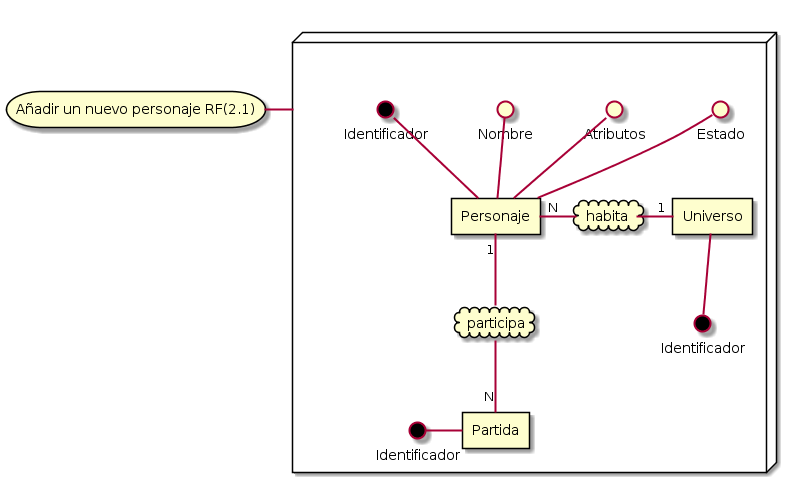 Añadir un nuevo personaje RF(2.1)
Identificador
Nombre
Atributos
Estado
Personaje
N
habita
1
Universo
1
participa
Identificador
N
Partida
Identificador